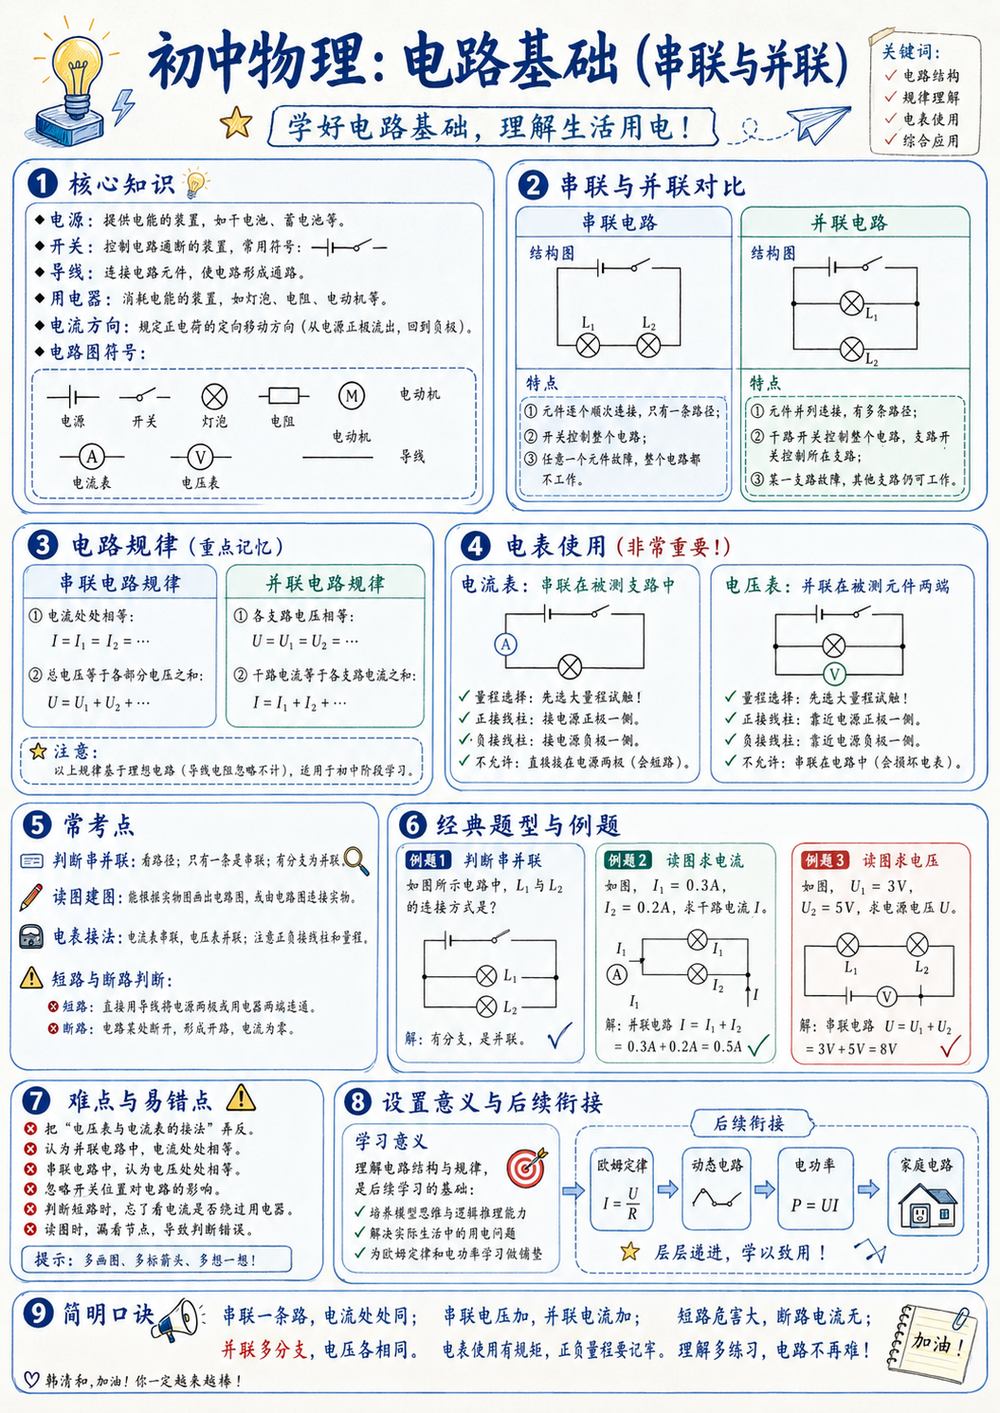 初中物理：电路基础（串联与并联）
学好电路基础，理解生活用电！
关键词：
✓ 电路结构
✓ 规律理解
✓ 电表使用
✓ 综合应用
1 核心知识
◆ 电源：提供电能的装置，如干电池、蓄电池等。
◆ 开关：控制电路通断的装置，常用符号：
◆ 导线：连接电路元件，使电路形成通路。
◆ 用电器：消耗电能的装置，如灯泡、电阻、电动机等。
◆ 电流方向：规定正电荷的定向移动方向（从电源正极流出，回到负极）。
◆ 电路图符号：
M 电动机
电源 开关 灯泡 电阻
电动机
A V 导线
电流表 电压表
2 串联与并联对比
串联电路
结构图
L₁ L₂
特点
① 元件逐个顺次连接，只有一条路径；
② 开关控制整个电路；
③ 任意一个元件故障，整个电路都
不工作。
并联电路
结构图
L₁
L₂
特点
① 元件并列连接，有多条路径；
② 干路开关控制整个电路，支路开
关控制所在支路；
③ 某一支路故障，其他支路仍可工作。
3 电路规律（重点记忆）
串联电路规律
① 电流处处相等：
I = I₁ = I₂ = ⋯
② 总电压等于各部分电压之和：
U = U₁ + U₂ + ⋯
并联电路规律
① 各支路电压相等：
U = U₁ = U₂ = ⋯
② 干路电流等于各支路电流之和：
I = I₁ + I₂ + ⋯
注意：
以上规律基于理想电路（导线电阻忽略不计），适用于初中阶段学习。
4 电表使用（非常重要！）
电流表：串联在被测支路中
A
✓ 量程选择：先选大量程试触！
✓ 正接线柱：接电源正极一侧。
✓ 负接线柱：接电源负极一侧。
✓ 不允许：直接接在电源两极（会短路）。
电压表：并联在被测元件两端
V
✓ 量程选择：先选大量程试触！
✓ 正接线柱：靠近电源正极一侧。
✓ 负接线柱：靠近电源负极一侧。
✓ 不允许：串联在电路中（会损坏电表）。
5 常考点
判断串并联：看路径；只有一条是串联；有分支为并联。
读图建图：能根据实物图画出电路图，或由电路图连接实物。
电表接法：电流表串联，电压表并联；注意正负接线柱和量程。
短路与断路判断：
短路：直接用导线将电源两极或用电器两端连通。
断路：电路某处断开，形成开路，电流为零。
6 经典题型与例题
例题1 判断串并联
如图所示电路中，L₁ 与 L₂
的连接方式是？
L₁
L₂
解：有分支，是并联。
例题2 读图求电流
如图， I₁ = 0.3A，
I₂ = 0.2A，求干路电流 I。
I₁ I₁
A I₂
I₁ I
解：并联电路 I = I₁ + I₂
= 0.3A + 0.2A = 0.5A
例题3 读图求电压
如图， U₁ = 3V，
U₂ = 5V，求电源电压 U。
L₁ L₂
V
解：串联电路 U = U₁ + U₂
= 3V + 5V = 8V
7 难点与易错点
把“电压表与电流表的接法”弄反。
认为并联电路中，电流处处相等。
串联电路中，认为电压处处相等。
忽略开关位置对电路的影响。
判断短路时，忘了看电流是否绕过用电器。
读图时，漏看节点，导致判断错误。
提示：多画图、多标箭头、多想一想！
8 设置意义与后续衔接
学习意义
理解电路结构与规律，
是后续学习的基础：
✓ 培养模型思维与逻辑推理能力
✓ 解决实际生活中的用电问题
✓ 为欧姆定律和电功率学习做铺垫
后续衔接
欧姆定律
I = U/R
动态电路
电功率
P = UI
家庭电路
层层递进，学以致用！
9 简明口诀
串联一条路，电流处处同； 串联电压加，并联电流加； 短路危害大，断路电流无；
并联多分支，电压各相同。 电表使用有规矩，正负量程要记牢。 理解多练习，电路不再难！
加油！
♡ 韩清和，加油！你一定越来越棒！